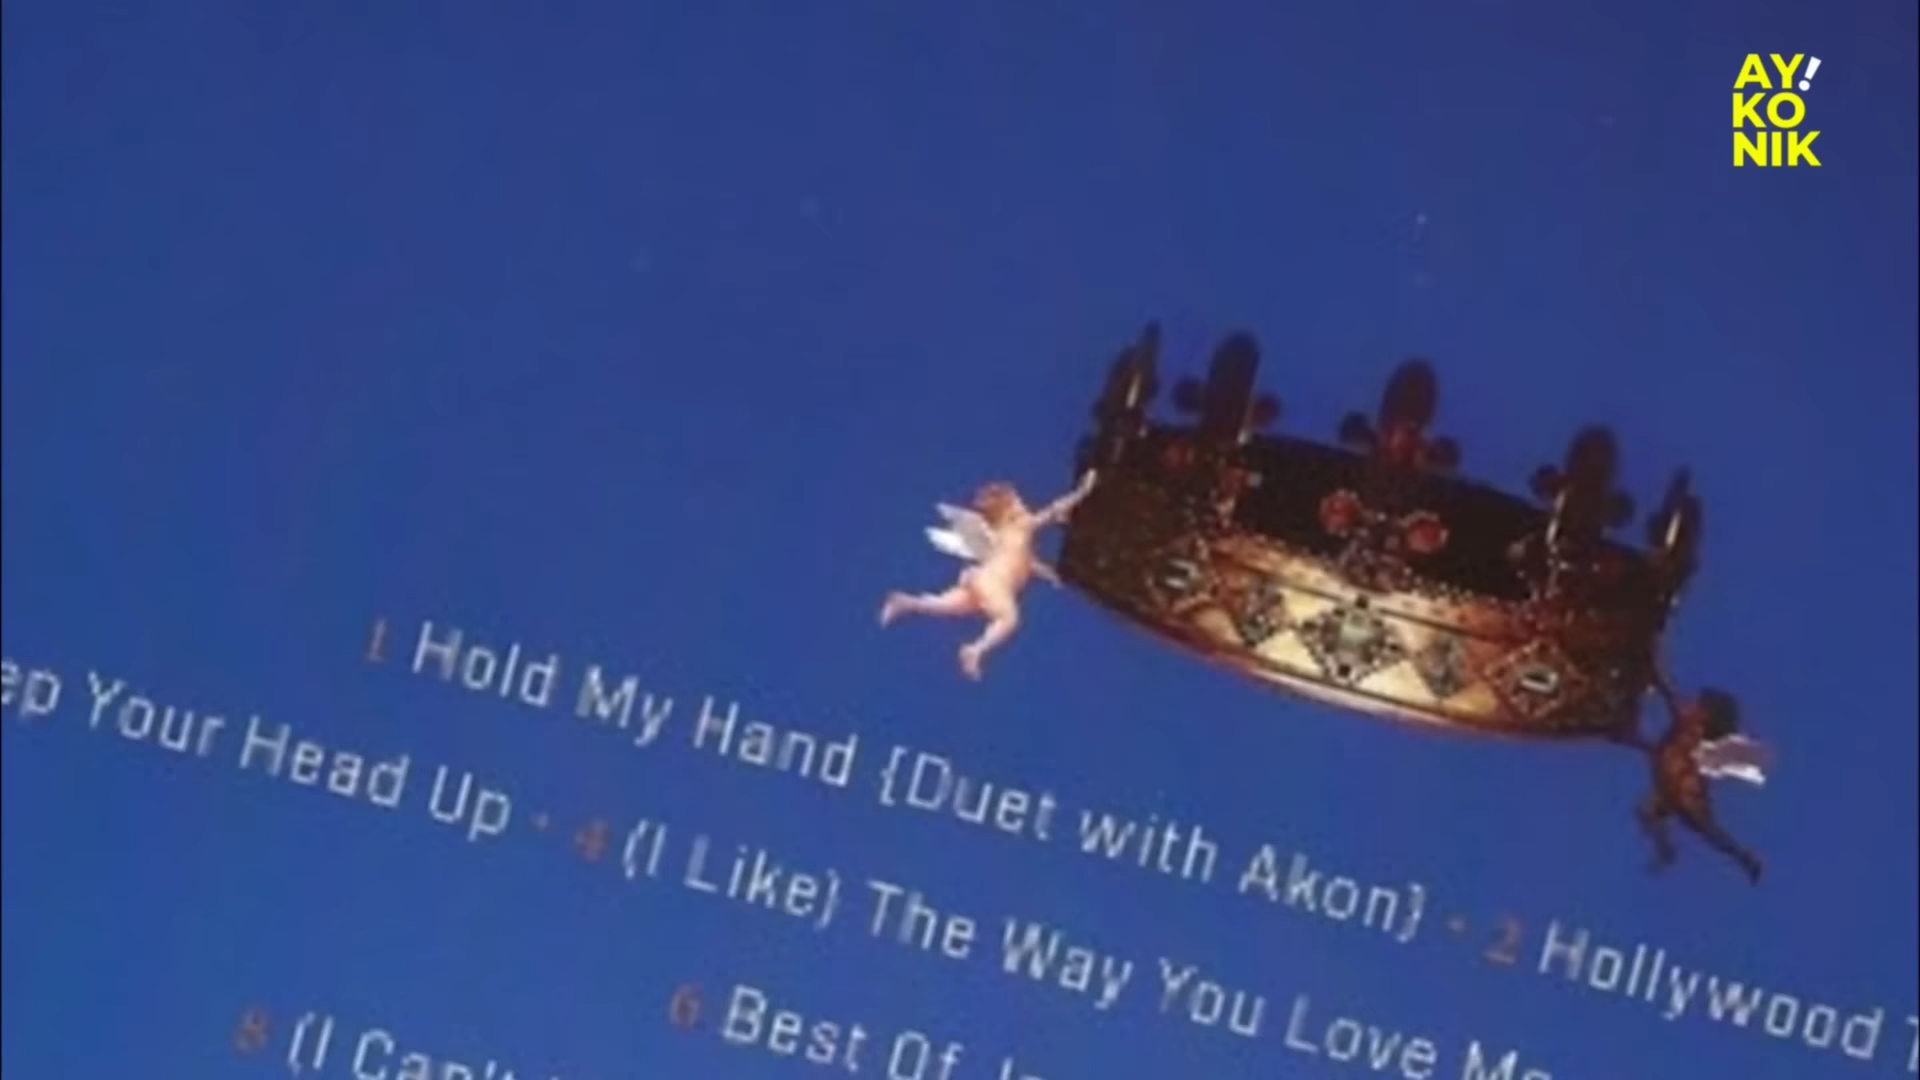 AY!
KO
NIK
1 Hold My Hand {Duet with Akon} · 2 Hollywood
Your Head Up · 4 (I Like) The Way You Love Me
6 Best Of
8 (I Can't